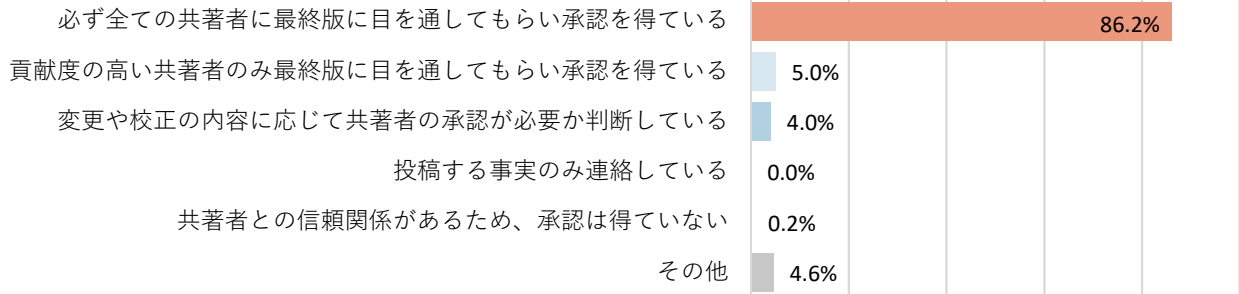 必ず全ての共著者に最終版に目を通してもらい承認を得ている 86.2%
貢献度の高い共著者のみ最終版に目を通してもらい承認を得ている 5.0%
変更や校正の内容に応じて共著者の承認が必要か判断している 4.0%
投稿する事実のみ連絡している 0.0%
共著者との信頼関係があるため、承認は得ていない 0.2%
その他 4.6%